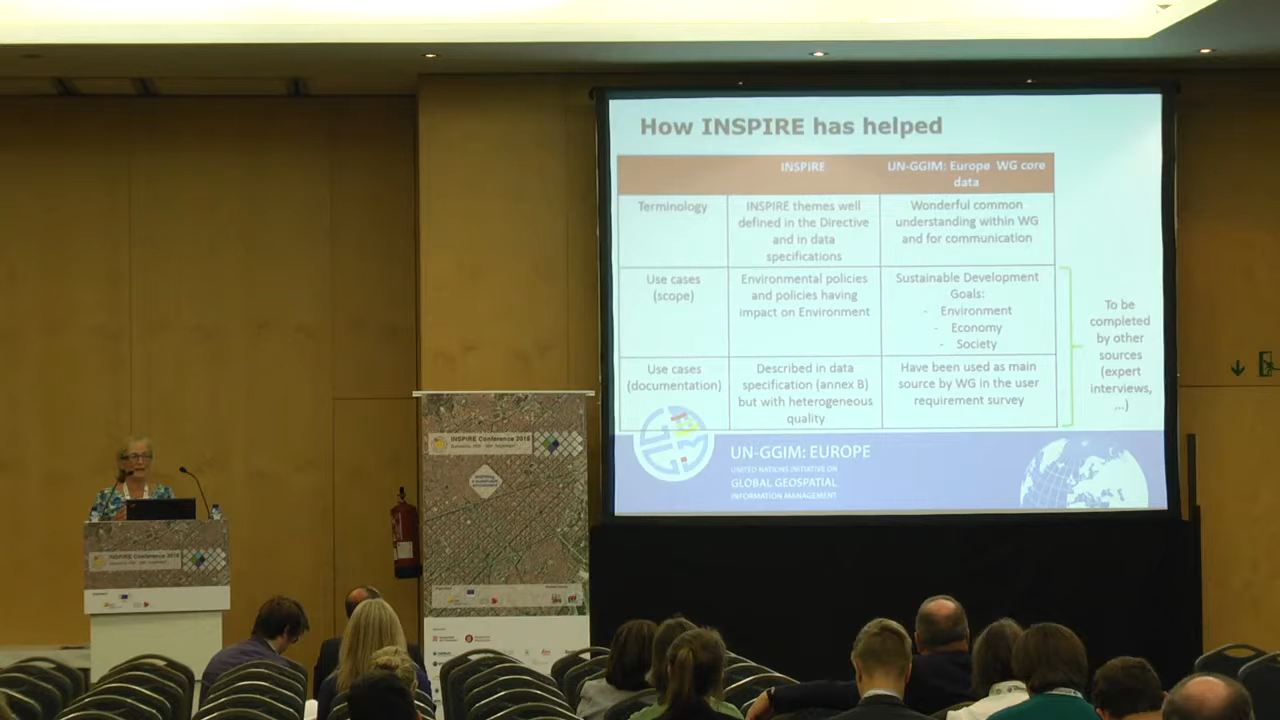 How INSPIRE has helped
INSPIRE
UN-GGIM: Europe WG core
data
Terminology
INSPIRE themes well
defined in the Directive
and in data
specifications
Wonderful common
understanding within WG
and for communication
Use cases
(scope)
Environmental policies
and policies having
impact on Environment
Sustainable Development
Goals:
- Environment
- Economy
- Society
Use cases
(documentation)
Described in data
specification (annex B)
but with heterogeneous
quality
Have been used as main
source by WG in the user
requirement survey
To be
completed
by other
sources
(expert
interviews,
...)
UN-GGIM: EUROPE
UNITED NATIONS INITIATIVE ON
GLOBAL GEOSPATIAL
INFORMATION MANAGEMENT
INSPIRE Conference 2016
INSPIRE Conference 2016